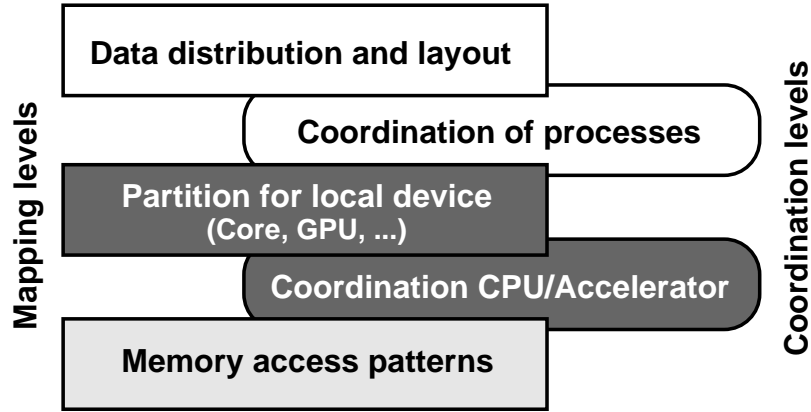 Data distribution and layout
Coordination of processes
Partition for local device
(Core, GPU, ...)
Coordination CPU/Accelerator
Memory access patterns
Mapping levels
Coordination levels